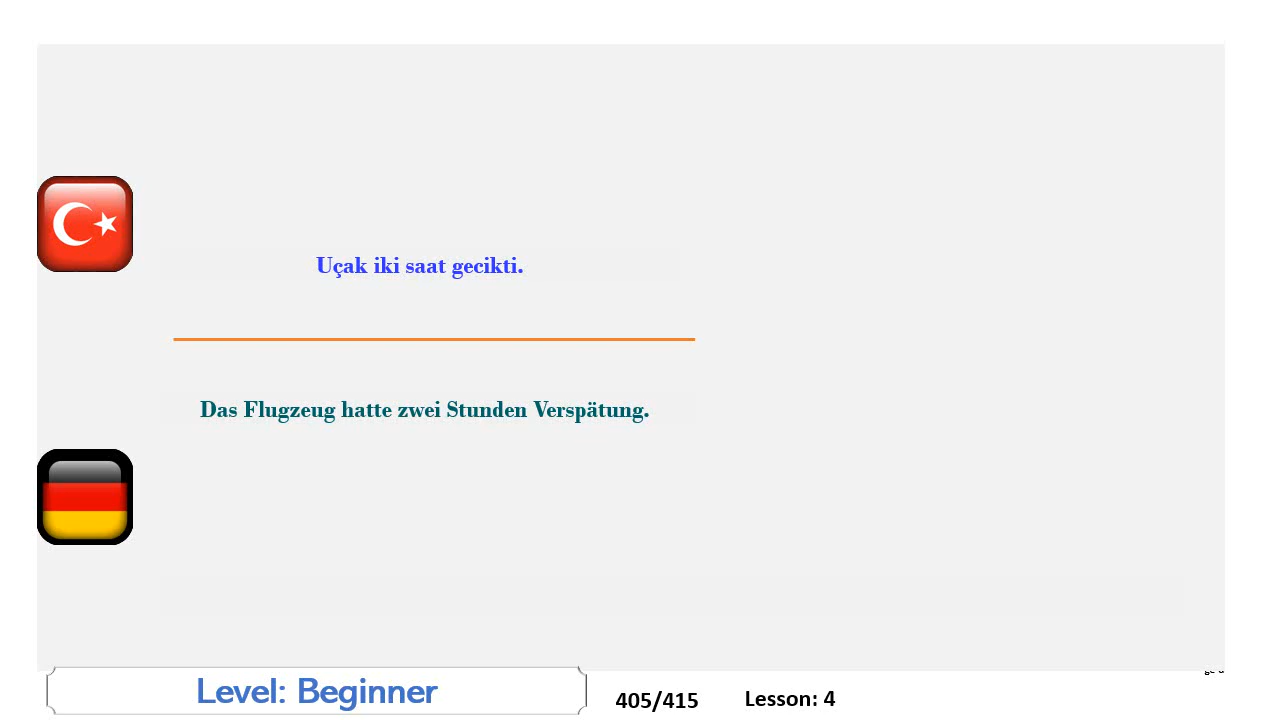 Uçak iki saat gecikti.
Das Flugzeug hatte zwei Stunden Verspätung.
Level: Beginner
405/415
Lesson: 4